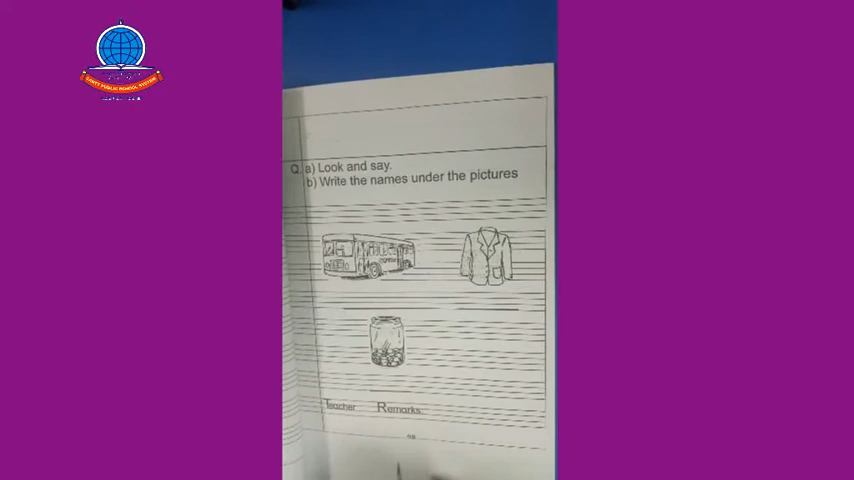 Q. a) Look and say.
b) Write the names under the pictures
Teacher Remarks: